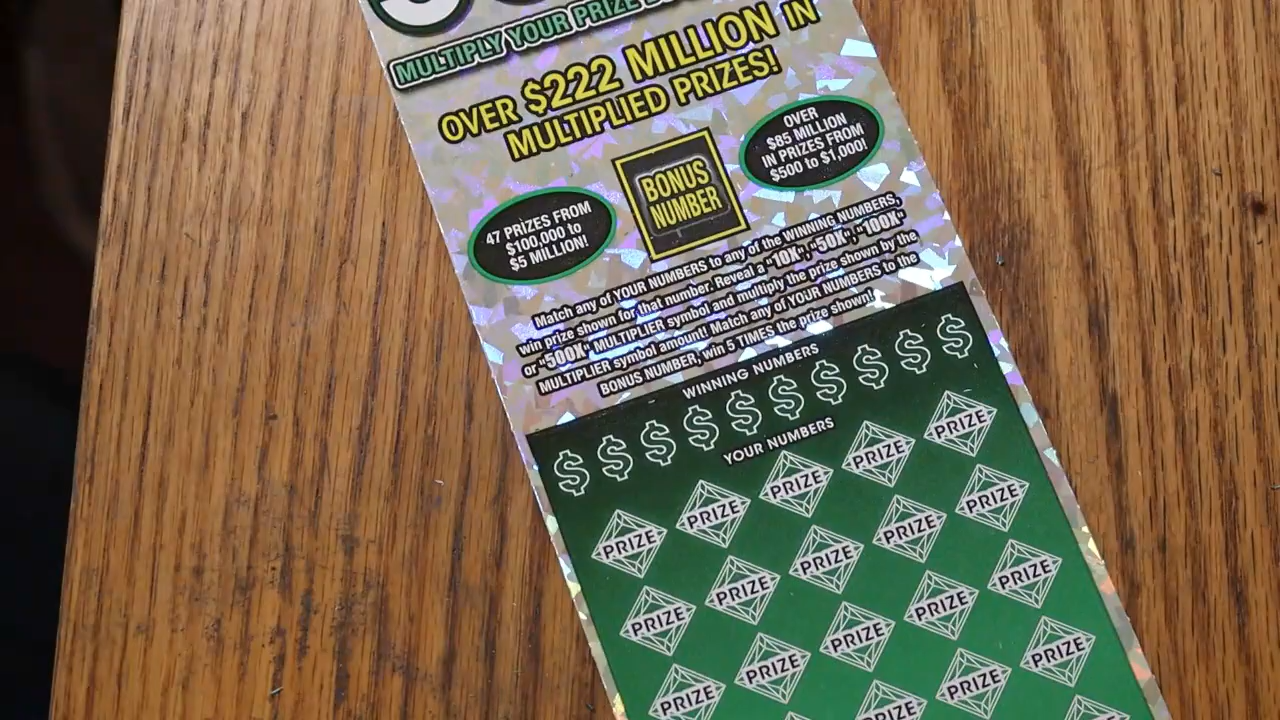 MULTIPLY YOUR PRIZE
OVER $222 MILLION IN
MULTIPLIED PRIZES!
OVER
$85 MILLION
IN PRIZES FROM
$500 to $1,000!
BONUS
NUMBER
47 PRIZES FROM
$100,000 to
$5 MILLION!
Match any of YOUR NUMBERS to any of the WINNING NUMBERS,
win prize shown for that number. Reveal a "10X", "50X", "100X"
or "500X" MULTIPLIER symbol and multiply the prize shown by the
MULTIPLIER symbol amount! Match any of YOUR NUMBERS to the
BONUS NUMBER, win 5 TIMES the prize shown!
WINNING NUMBERS
$ $ $ $ $ $ $ $ $ $
YOUR NUMBERS
PRIZE PRIZE PRIZE PRIZE PRIZE
PRIZE PRIZE PRIZE PRIZE PRIZE
PRIZE PRIZE PRIZE PRIZE PRIZE
PRIZE PRIZE PRIZE